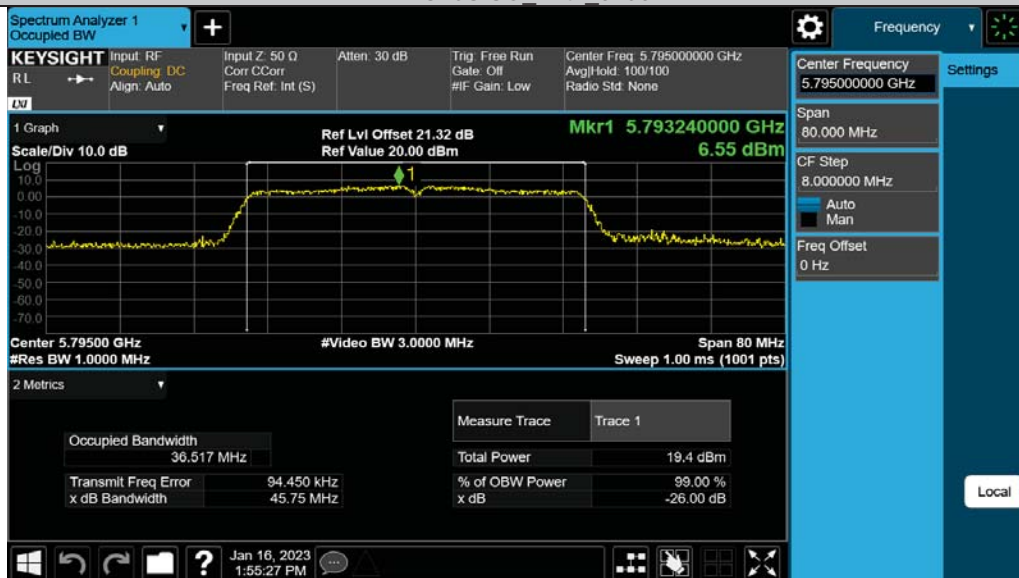 Spectrum Analyzer 1
Occupied BW
Frequency
KEYSIGHT
RL
LXI
Input: RF
Coupling: DC
Align: Auto
Input Z: 50 Ω
Corr CCorr
Freq Ref: Int (S)
Atten: 30 dB
Trig: Free Run
Gate: Off
#IF Gain: Low
Center Freq: 5.795000000 GHz
Avg|Hold: 100/100
Radio Std: None
Center Frequency
5.795000000 GHz
Settings
Span
80.000 MHz
CF Step
8.000000 MHz
Auto
Man
Freq Offset
0 Hz
Local
1 Graph
Scale/Div 10.0 dB
Ref Lvl Offset 21.32 dB
Ref Value 20.00 dBm
Mkr1 5.793240000 GHz
6.55 dBm
Log
10.0
0.00
-10.0
-20.0
-30.0
-40.0
-50.0
-60.0
-70.0
1
Center 5.79500 GHz
#Res BW 1.0000 MHz
#Video BW 3.0000 MHz
Span 80 MHz
Sweep 1.00 ms (1001 pts)
2 Metrics
Measure Trace Trace 1
Occupied Bandwidth
36.517 MHz
Total Power 19.4 dBm
Transmit Freq Error 94.450 kHz
% of OBW Power 99.00 %
x dB Bandwidth 45.75 MHz
x dB -26.00 dB
Jan 16, 2023
1:55:27 PM